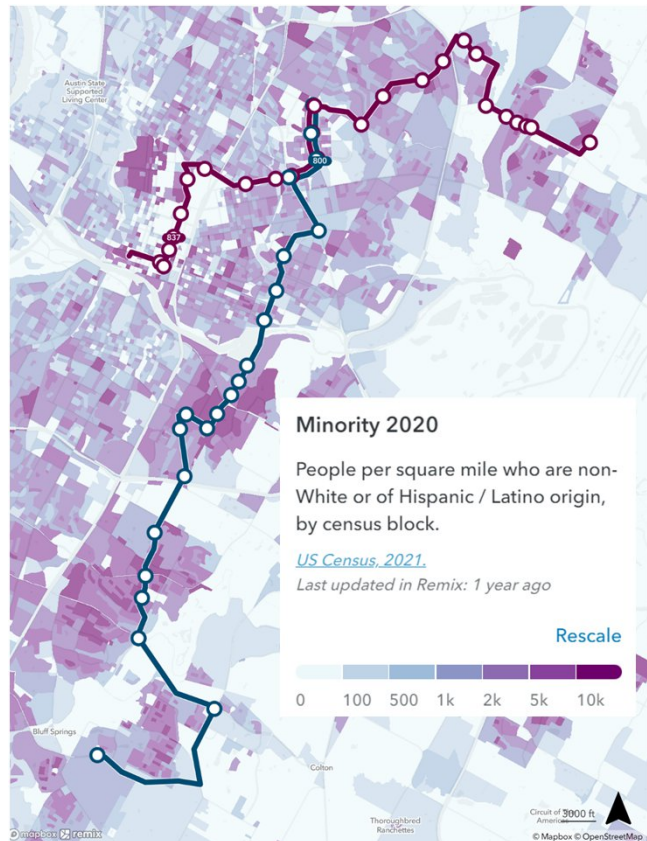 Austin State
Supported
Living Center
800
837
Minority 2020
People per square mile who are non-
White or of Hispanic / Latino origin,
by census block.
US Census, 2021.
Last updated in Remix: 1 year ago
Rescale
0 100 500 1k 2k 5k 10k
Bluff Springs
Colton
Thoroughbred
Ranchettes
Circuit of
America
3000 ft
mapbox remix
© Mapbox © OpenStreetMap